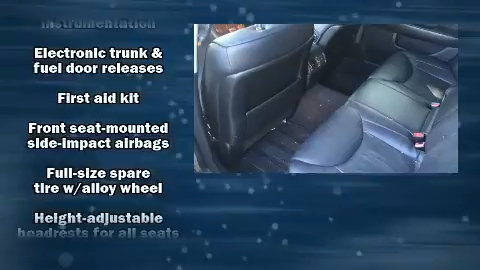 instrumentation
Electronic trunk &
fuel door releases
First aid kit
Front seat-mounted
side-impact airbags
Full-size spare
tire w/alloy wheel
Height-adjustable
headrests for all seats